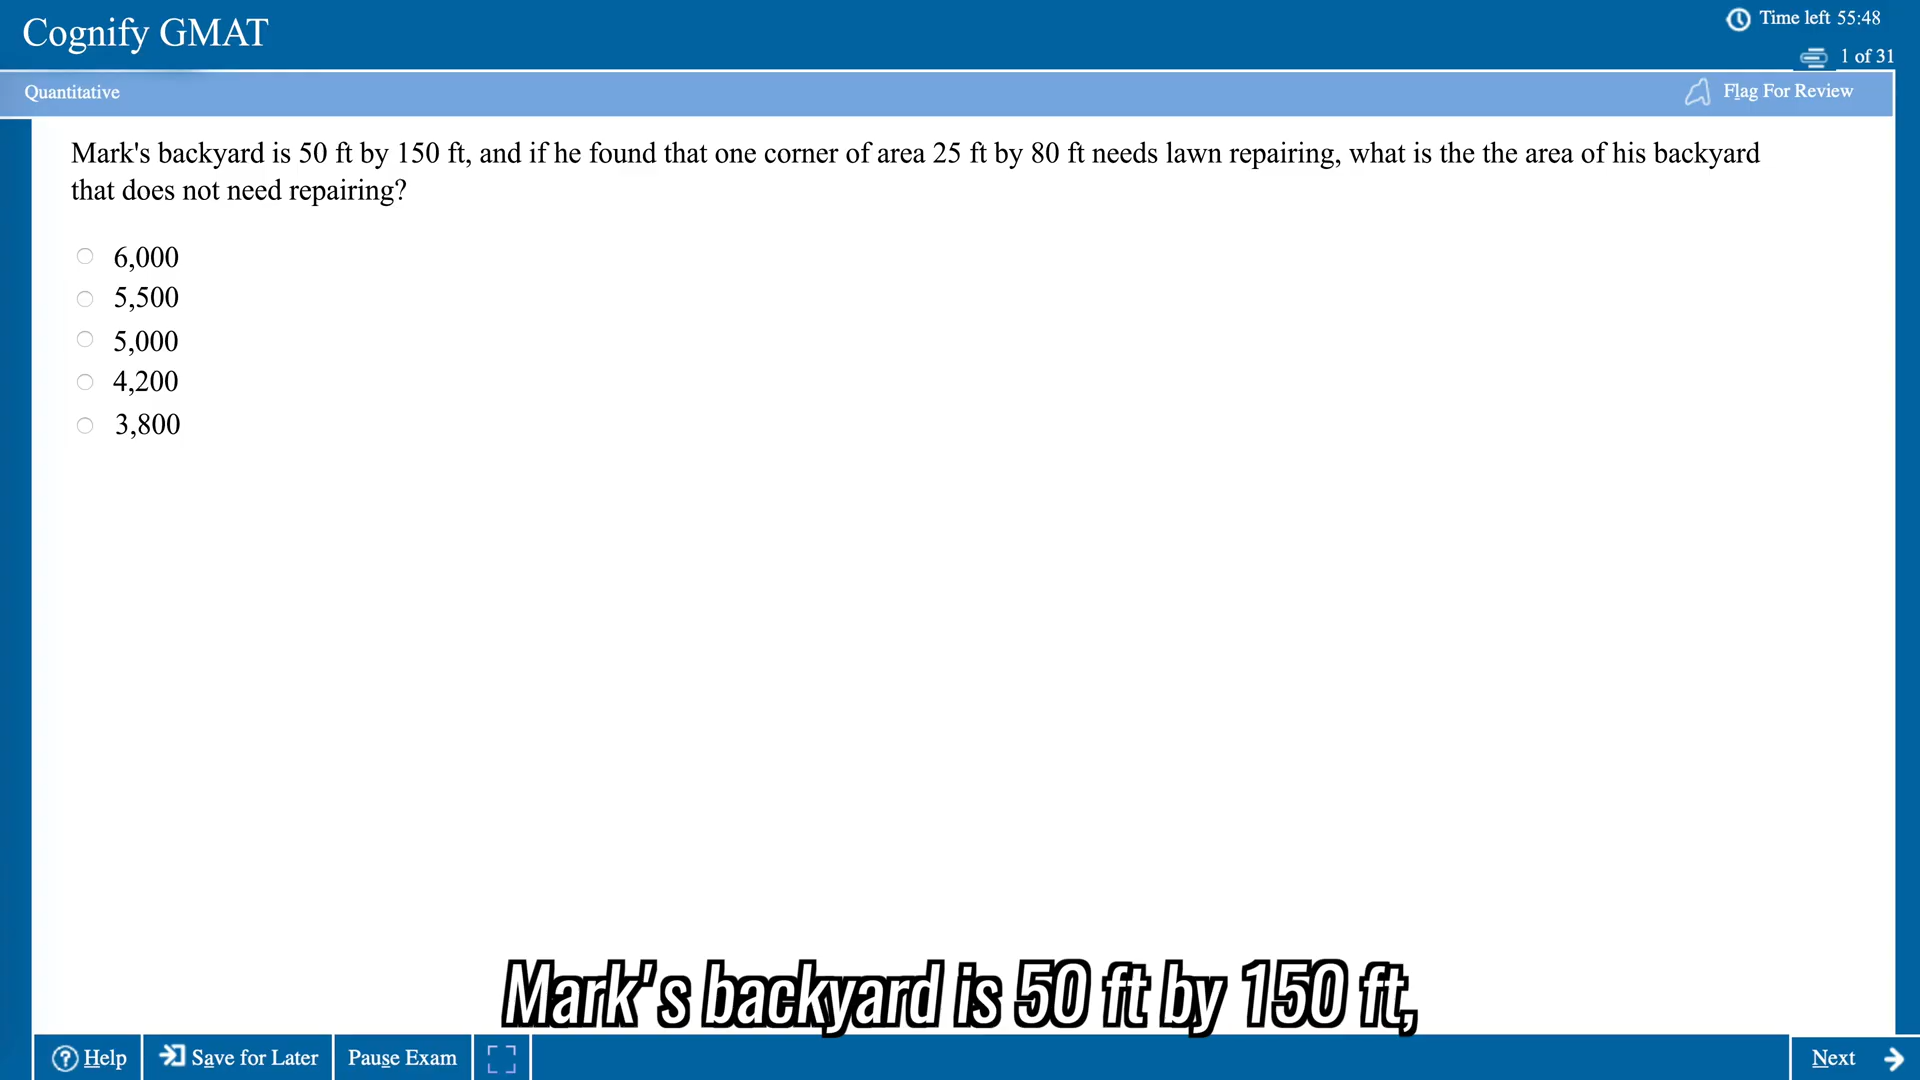 Cognify GMAT
Time left 55:48
1 of 31
Quantitative
Flag For Review
Mark's backyard is 50 ft by 150 ft, and if he found that one corner of area 25 ft by 80 ft needs lawn repairing, what is the the area of his backyard
that does not need repairing?
6,000
5,500
5,000
4,200
3,800
Mark's backyard is 50 ft by 150 ft,
Help
Save for Later
Pause Exam
Next